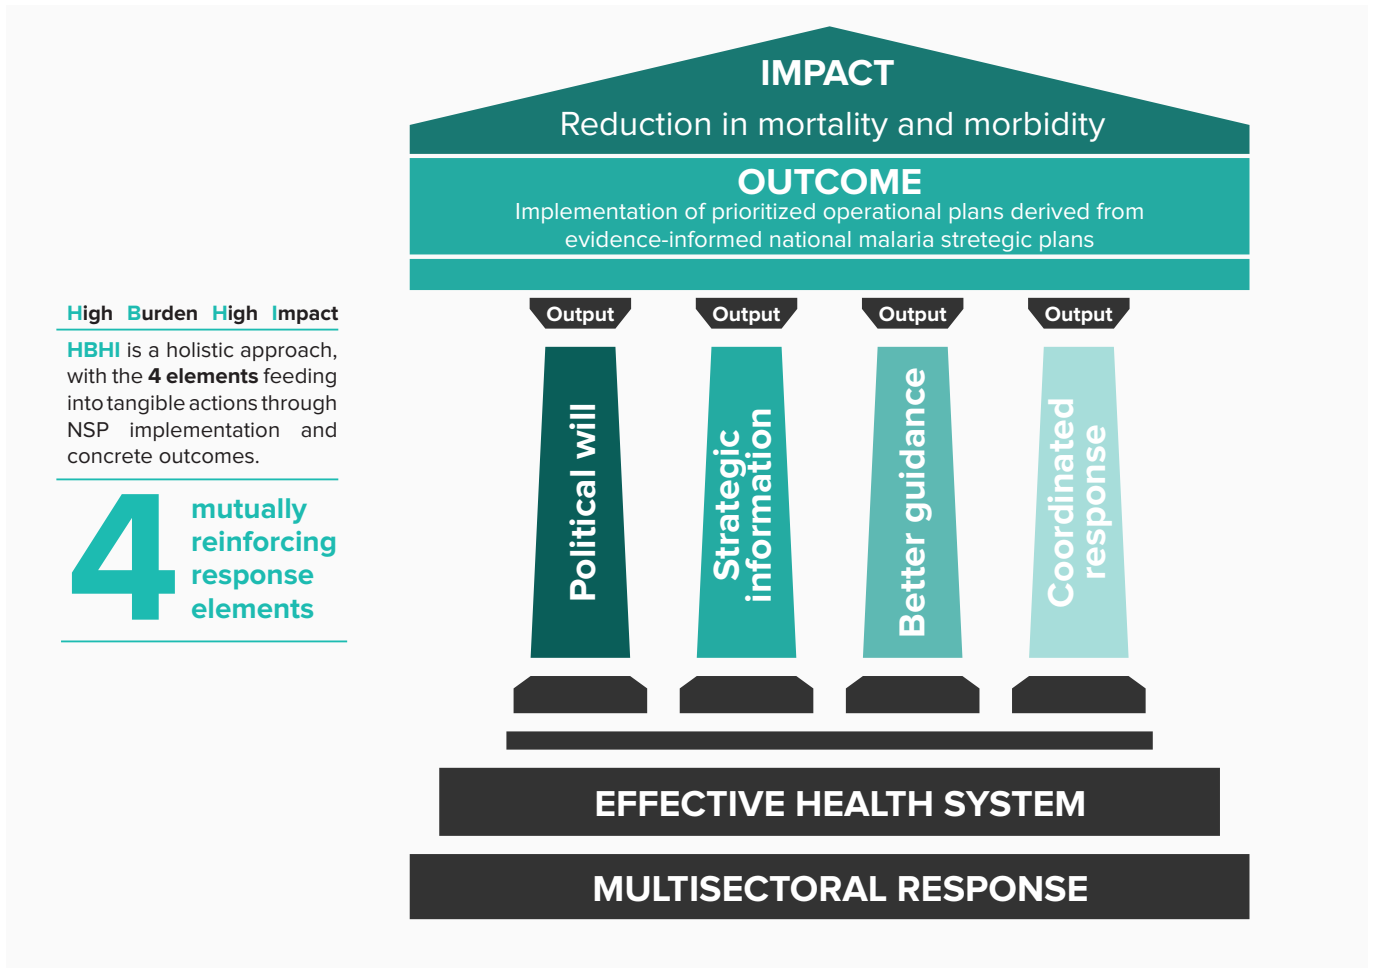 IMPACT
Reduction in mortality and morbidity
OUTCOME
Implementation of prioritized operational plans derived from
evidence-informed national malaria stretegic plans
High Burden High Impact
HBHI is a holistic approach,
with the 4 elements feeding
into tangible actions through
NSP implementation and
concrete outcomes.
4
mutually
reinforcing
response
elements
Output
Output
Output
Output
Political will
Strategic
information
Better guidance
Coordinated
response
EFFECTIVE HEALTH SYSTEM
MULTISECTORAL RESPONSE